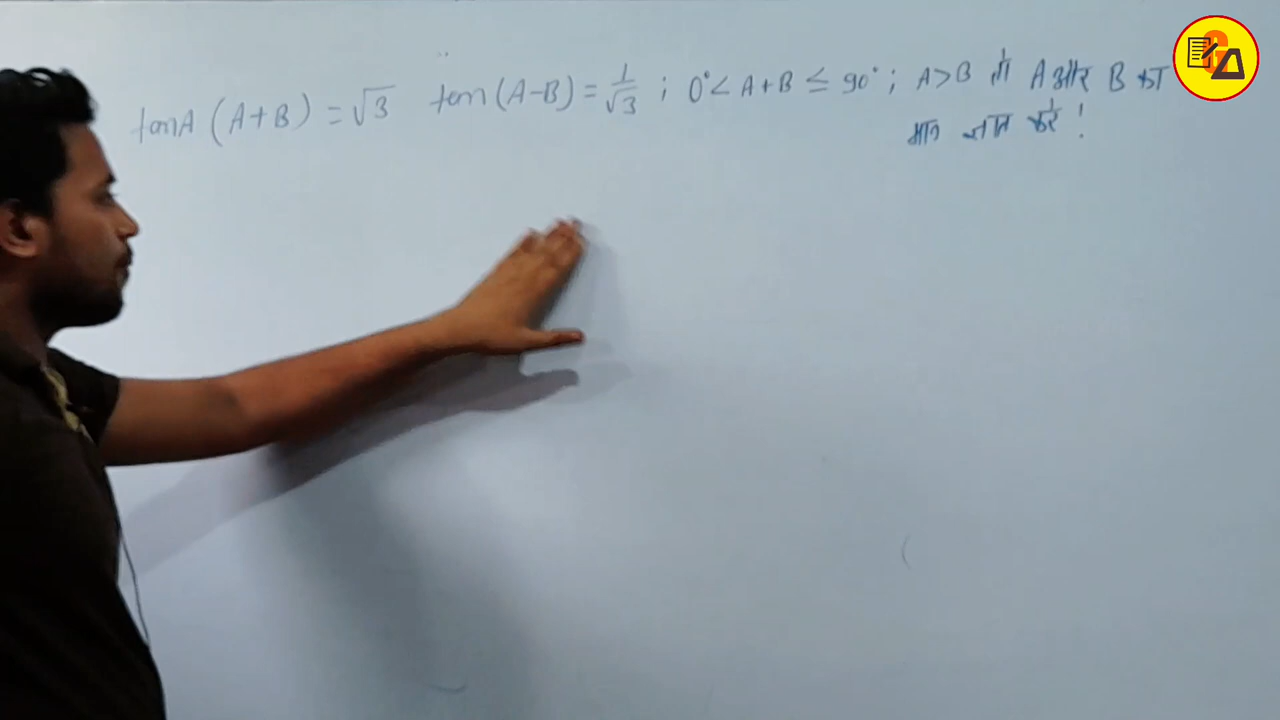 tanA (A+B) = √3 tan (A-B) = 1/√3 ; 0° < A+B ≤ 90° ; A>B तो A और B का
मान ज्ञात करें !